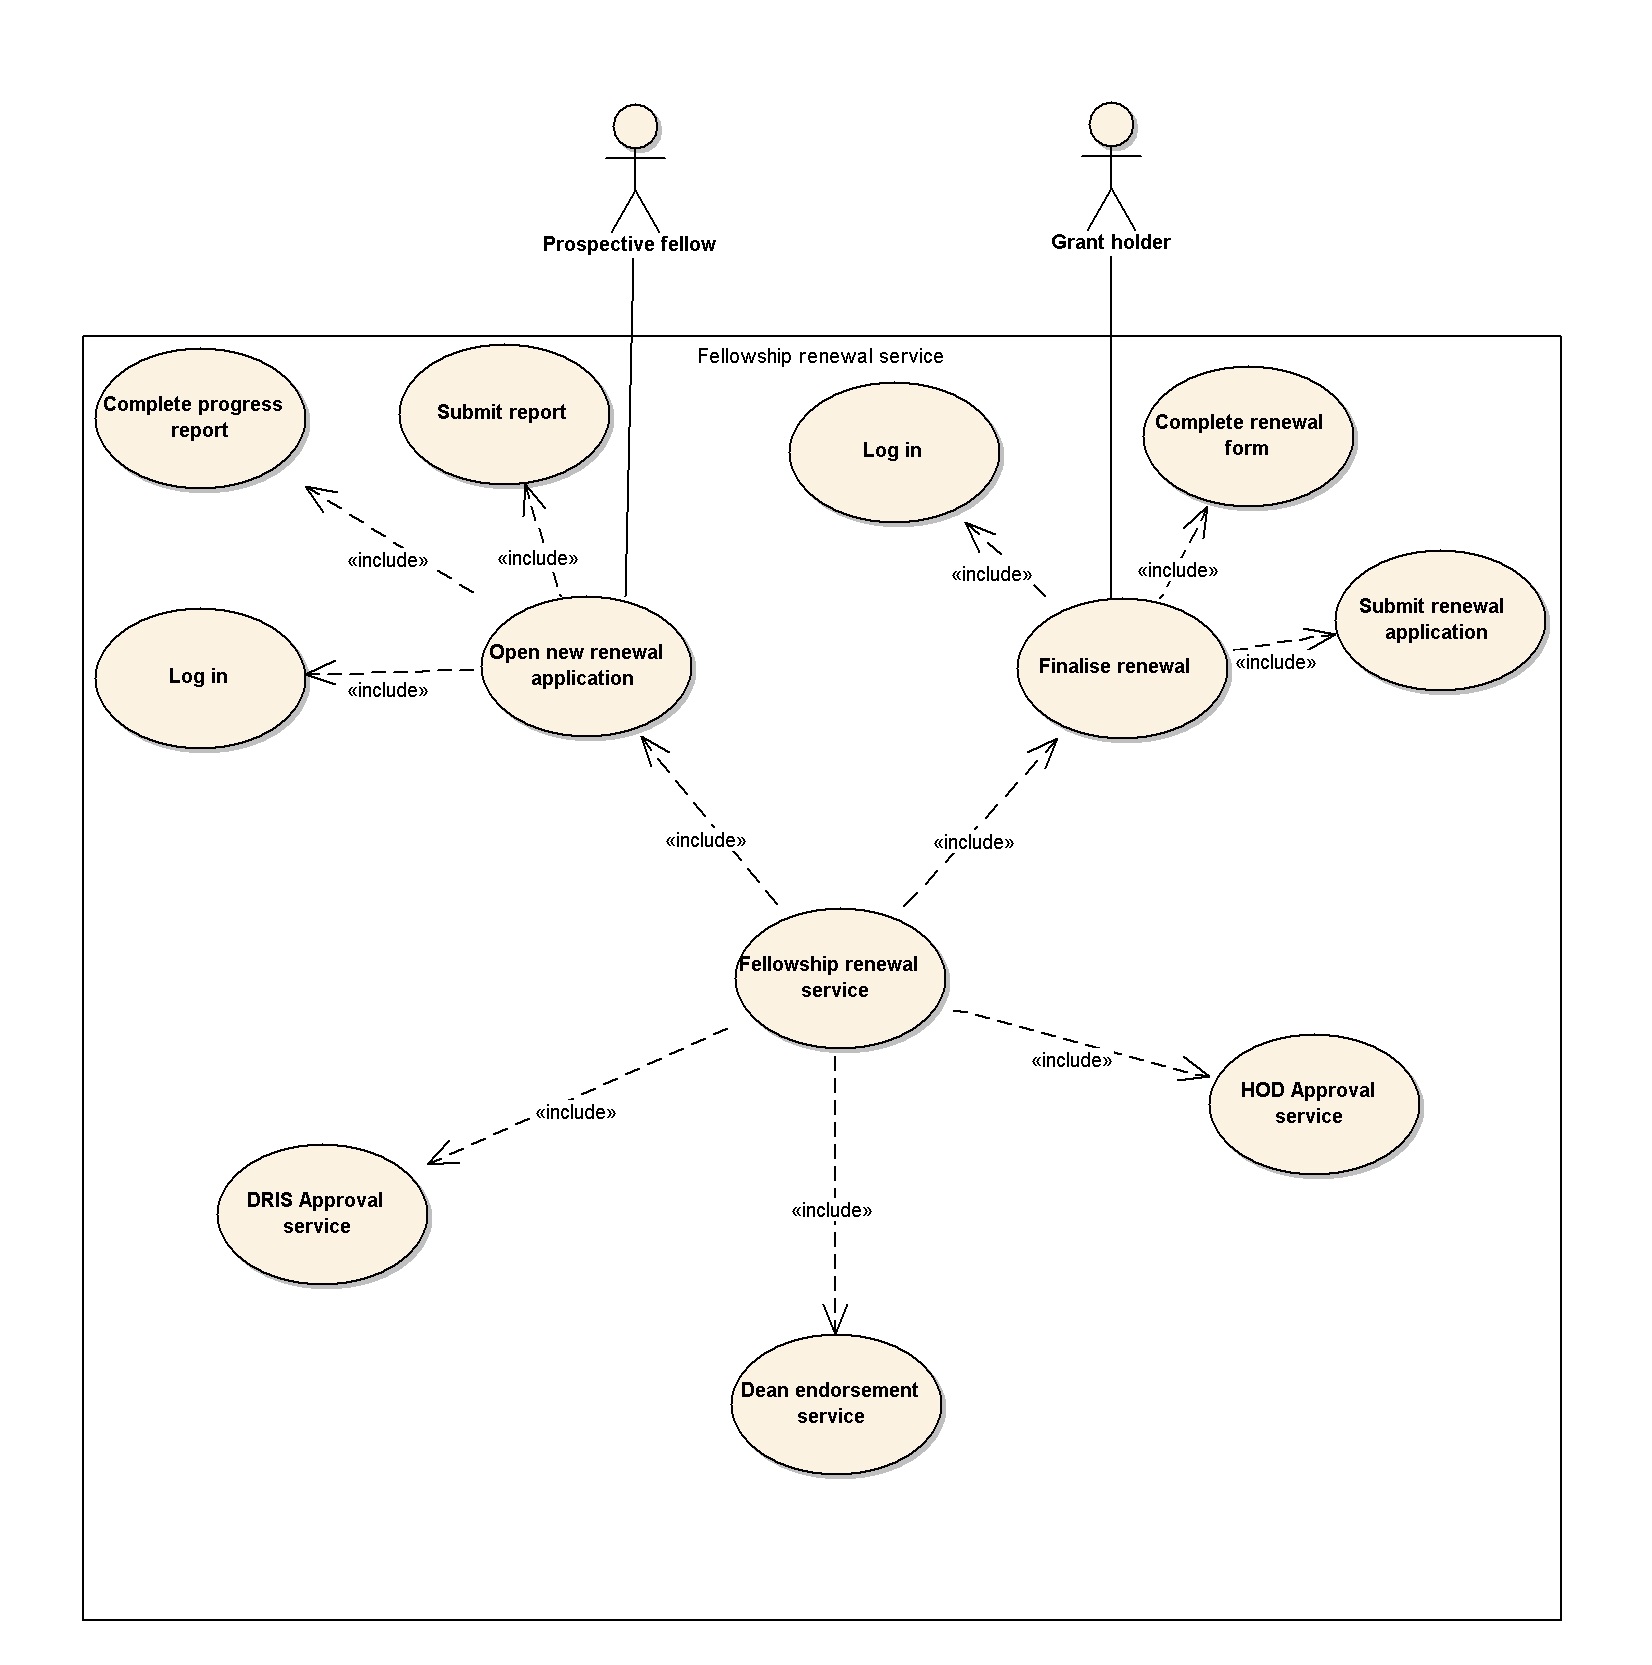 Prospective fellow
Grant holder
Fellowship renewal service
Complete progress
report
Submit report
Log in
Complete renewal
form
«include»
«include»
«include»
«include»
Submit renewal
application
Log in
«include»
Open new renewal
application
Finalise renewal
«include»
«include»
«include»
Fellowship renewal
service
«include»
HOD Approval
service
«include»
DRIS Approval
service
«include»
Dean endorsement
service